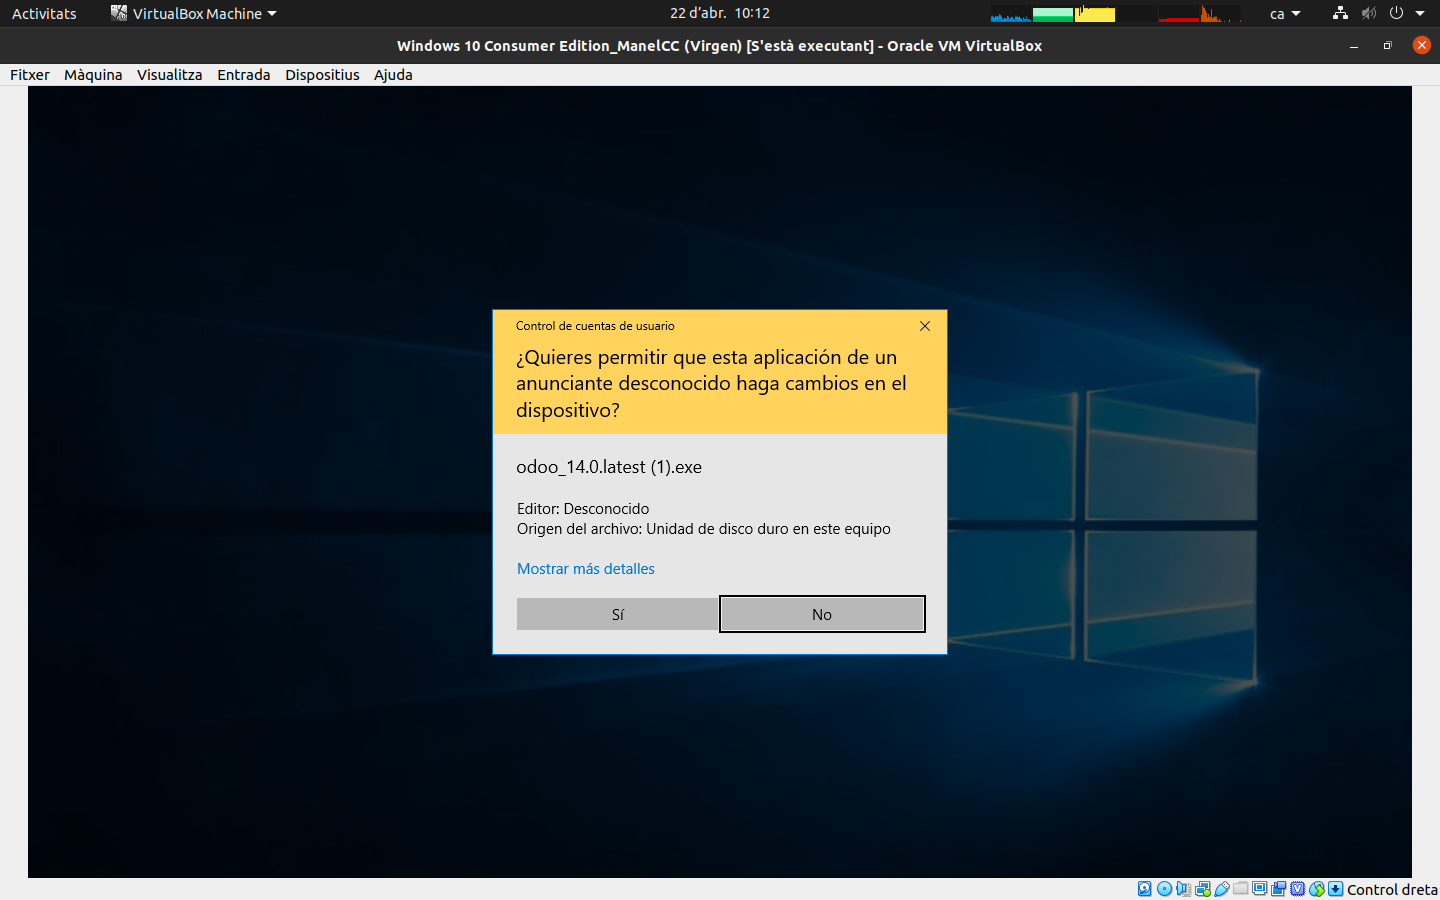 Activitats VirtualBox Machine 22 d'abr. 10:12 ca
Windows 10 Consumer Edition_ManelCC (Virgen) [S'està executant] - Oracle VM VirtualBox
Fitxer Màquina Visualitza Entrada Dispositius Ajuda
Control de cuentas de usuario
¿Quieres permitir que esta aplicación de un
anunciante desconocido haga cambios en el
dispositivo?
odoo_14.0.latest (1).exe
Editor: Desconocido
Origen del archivo: Unidad de disco duro en este equipo
Mostrar más detalles
Sí No
Control dreta